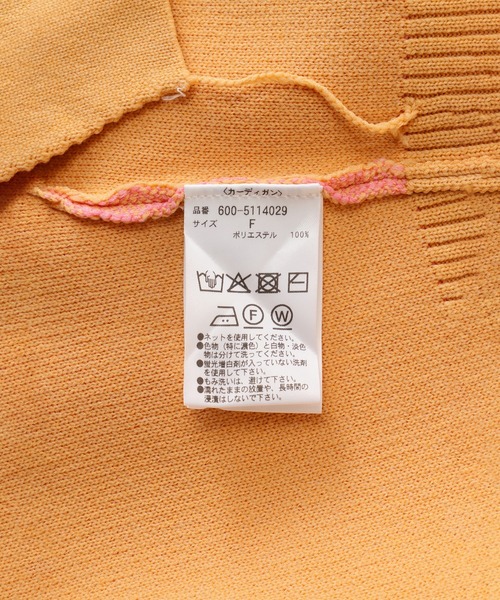 〈カーディガン〉
品番 600-5114029
サイズ F
ポリエステル 100%
F W
●ネットを使用してください。
●色物（特に濃色）と白物・淡色
物は分けて洗ってください。
●蛍光増白剤が入っていない洗剤
を使用して下さい。
●もみ洗いは、避けて下さい。
●濡れたままの放置や、長時間の
浸漬はしないで下さい。